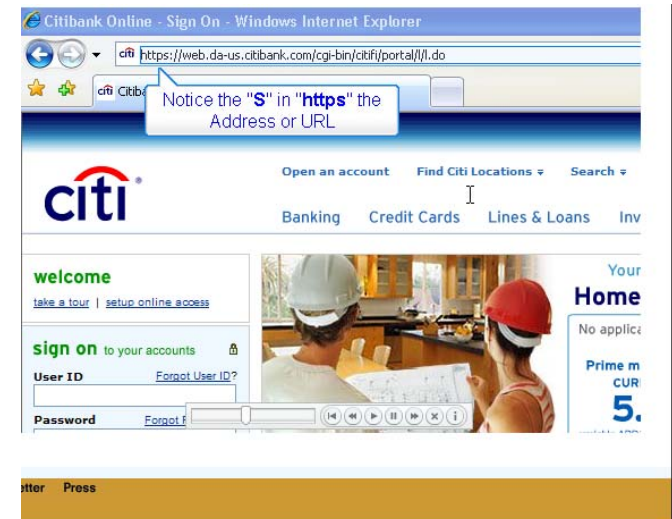 Citibank Online - Sign On - Windows Internet Explorer
citi https://web.da-us.citibank.com/cgi-bin/citifi/portal/l/l.do
citi
Notice the "S" in "https" the
Address or URL
Open an account Find Citi Locations Search
citi
Banking Credit Cards Lines & Loans Inv
welcome
take a tour | setup online access
Your
Home
No applica
sign on to your accounts
User ID Forgot User ID?
Prime m
CUR
5.
Password Forgot
etter Press